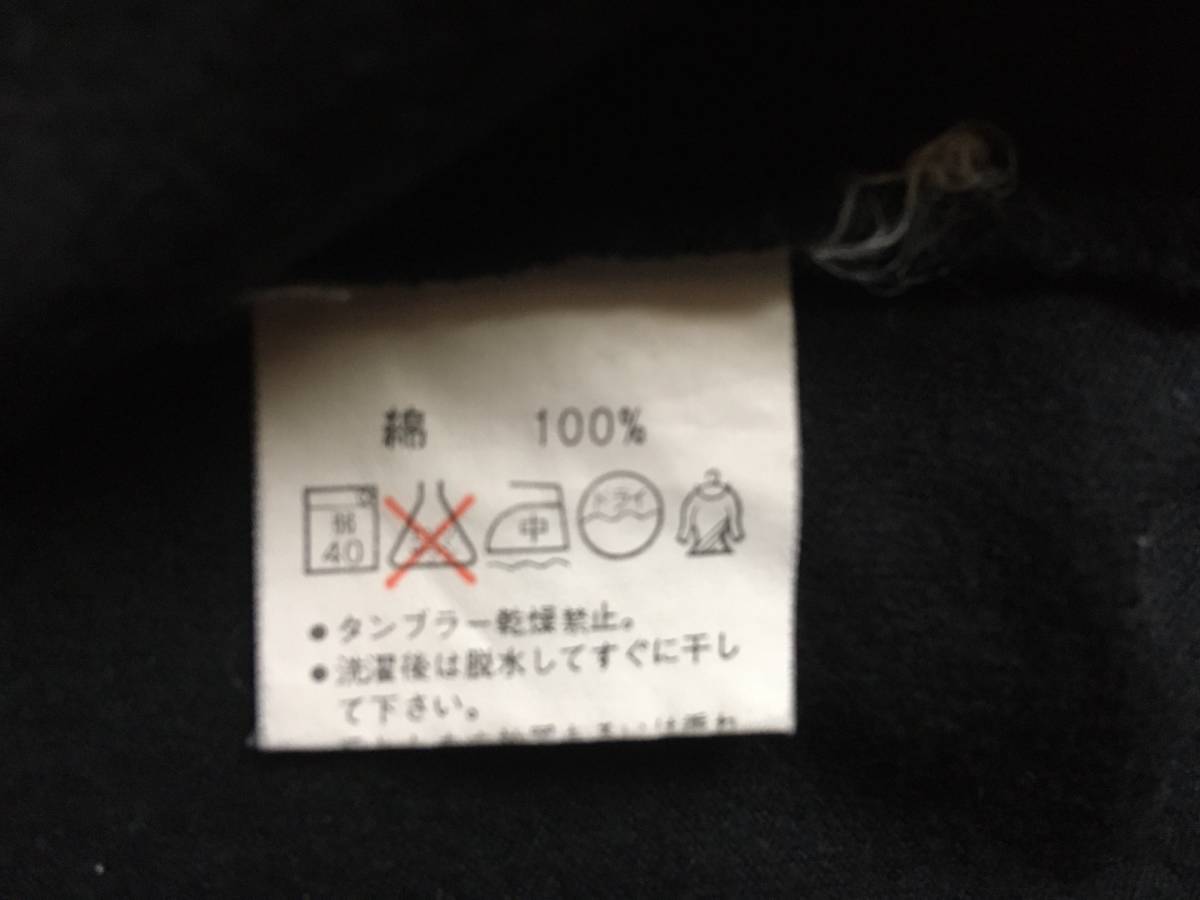 綿 100%
弱
40
中
ドライ
●タンブラー乾燥禁止。
●洗濯後は脱水してすぐに干し
て下さい。